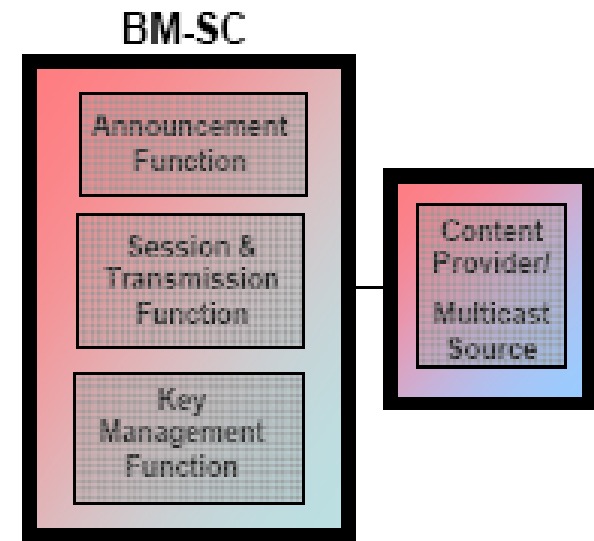 BM-SC
Announcement
Function
Session &
Transmission
Function
Key
Management
Function
Content
Provider/
Multicast
Source